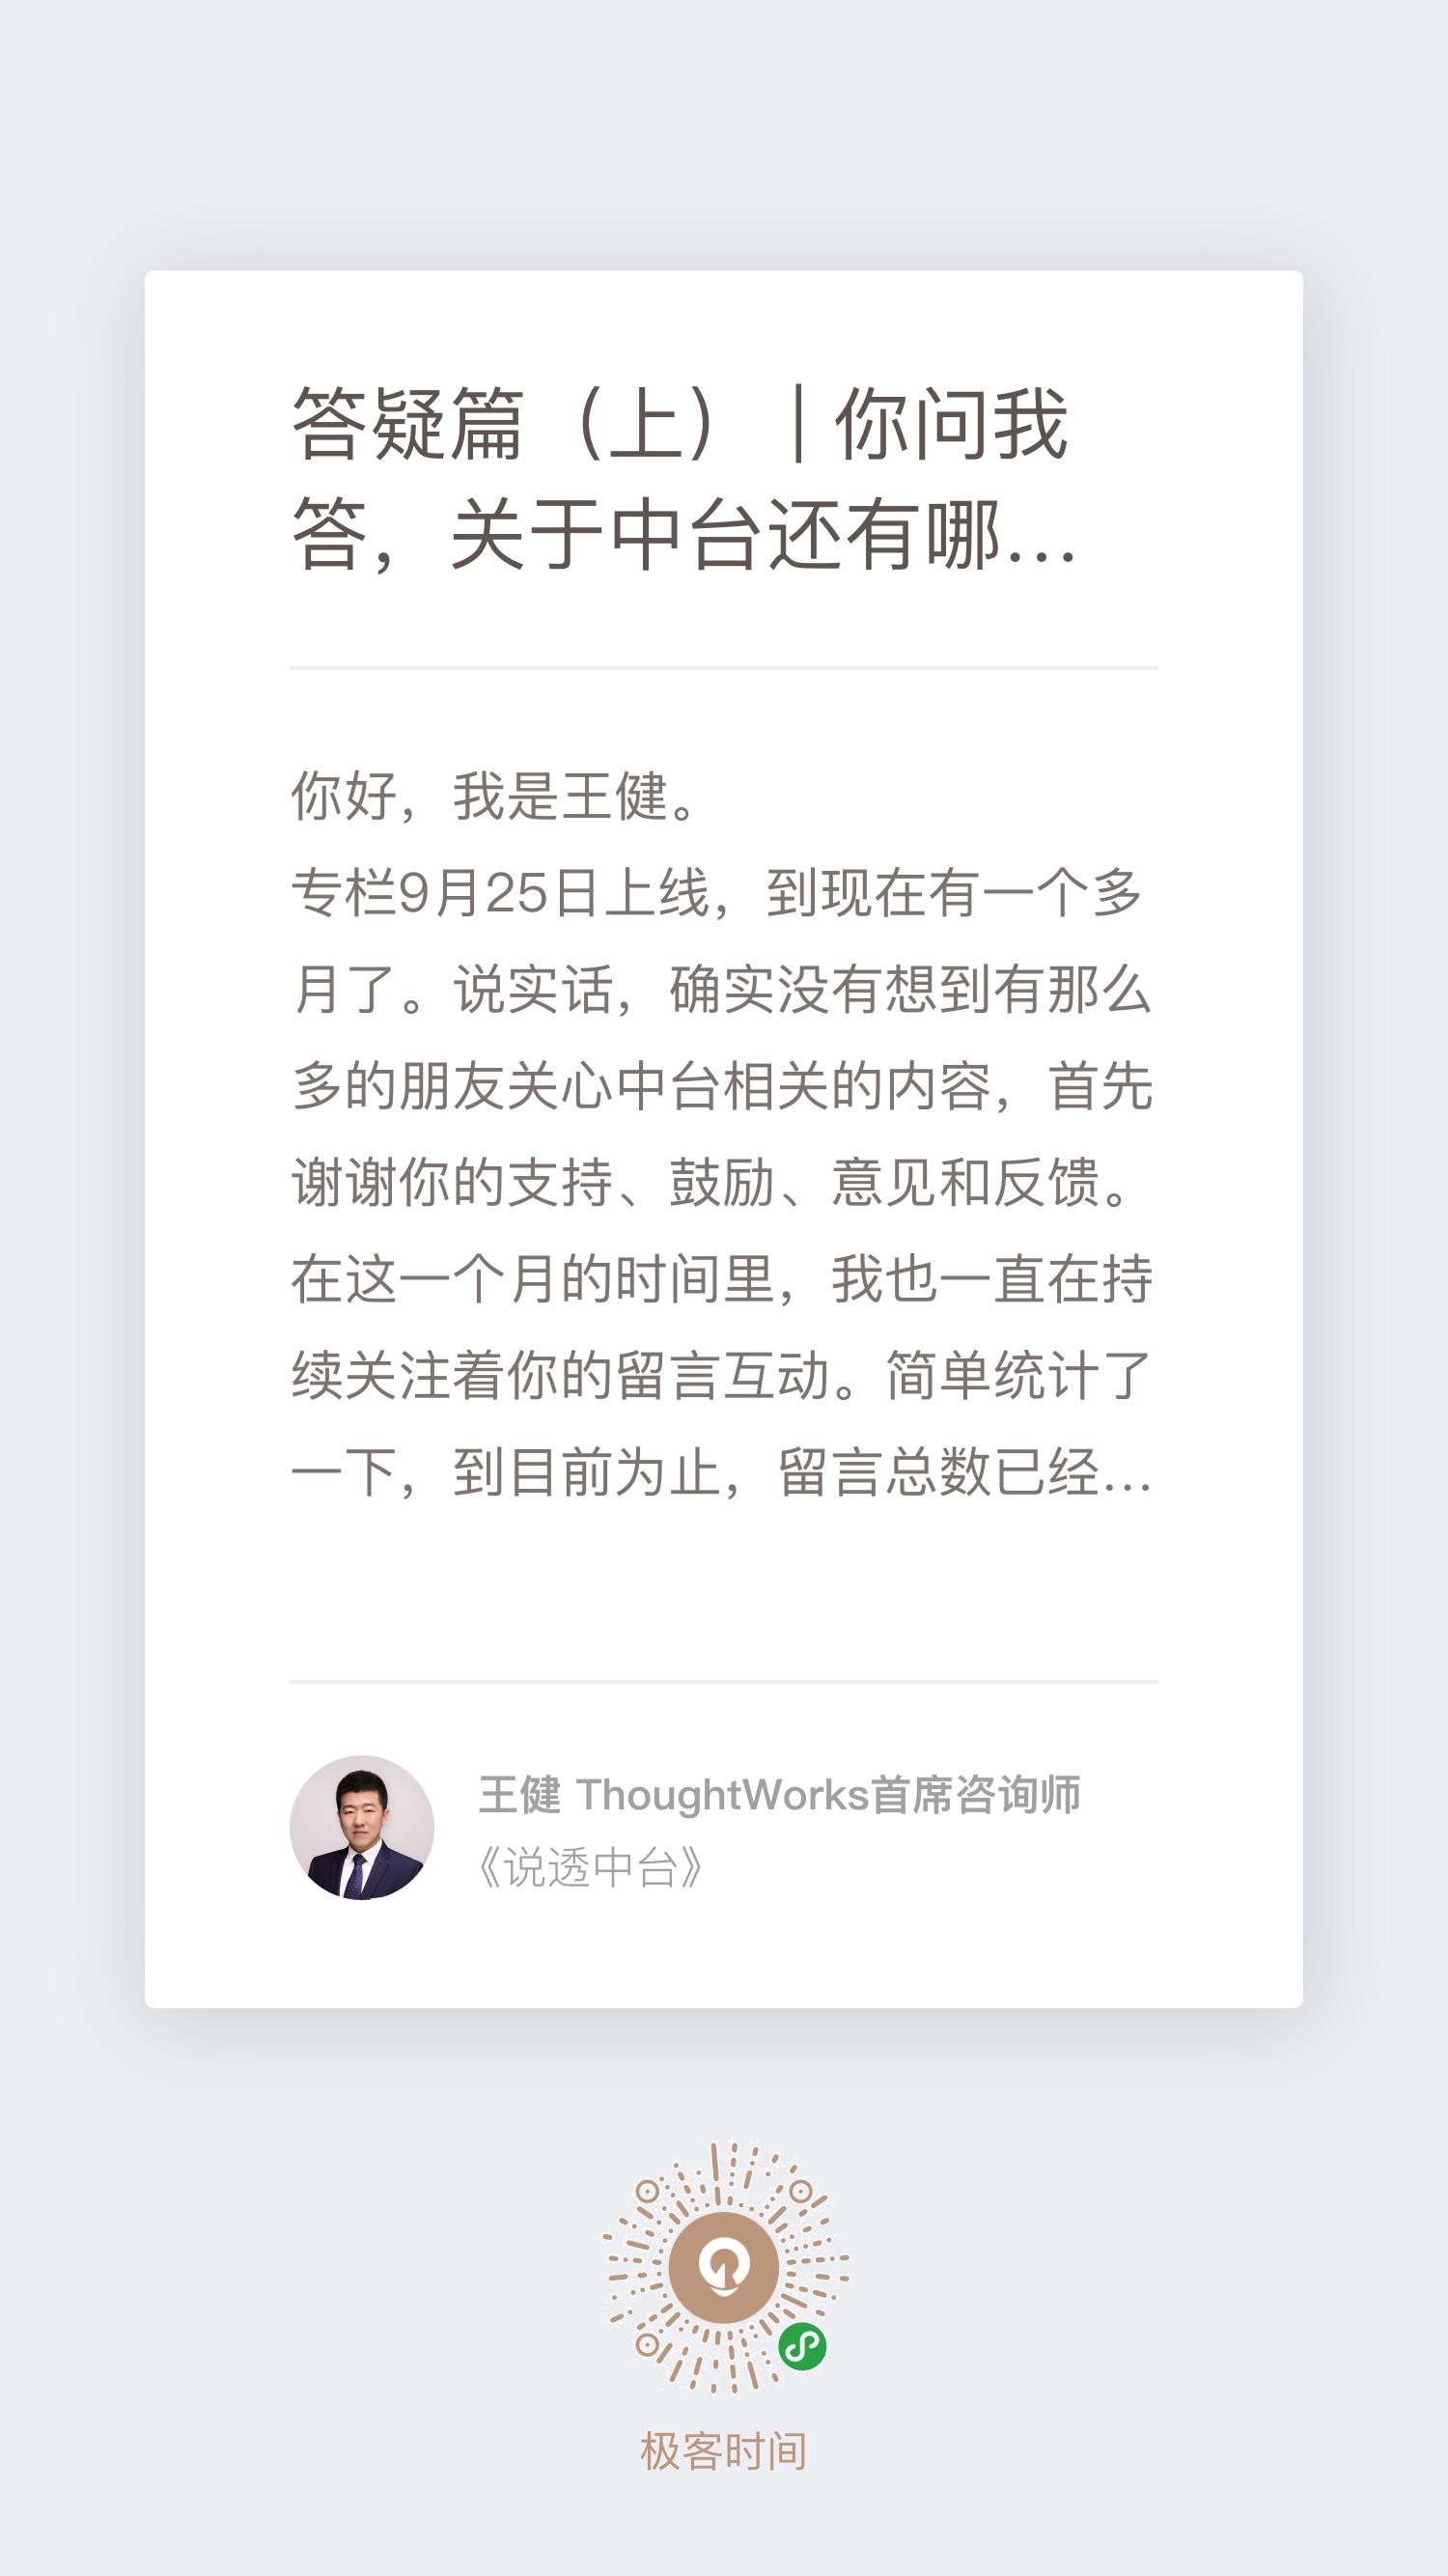 答疑篇（上） | 你问我
答，关于中台还有哪…
你好，我是王健。
专栏9月25日上线，到现在有一个多
月了。说实话，确实没有想到有那么
多的朋友关心中台相关的内容，首先
谢谢你的支持、鼓励、意见和反馈。
在这一个月的时间里，我也一直在持
续关注着你的留言互动。简单统计了
一下，到目前为止，留言总数已经…
王健 ThoughtWorks首席咨询师
《说透中台》
极客时间